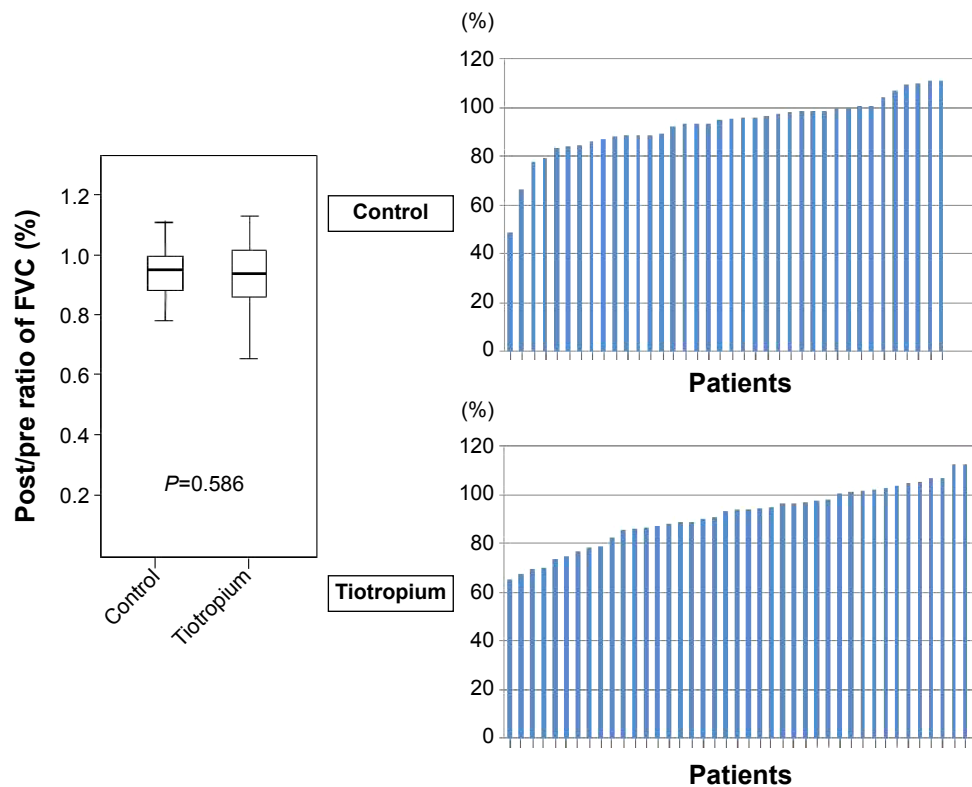 Post/pre ratio of FVC (%)
1.2
1.0
0.8
0.6
0.4
0.2
P=0.586
Control
Tiotropium
Control
(%)
120
100
80
60
40
20
0
Patients
Tiotropium
(%)
120
100
80
60
40
20
0
Patients